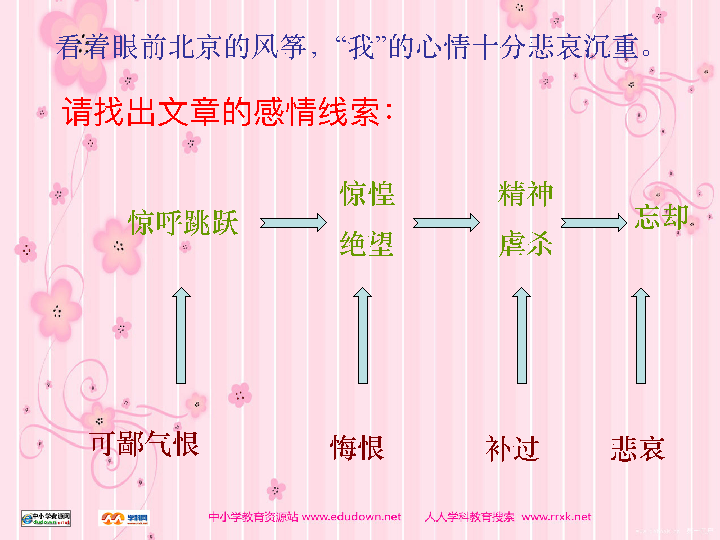 看着眼前北京的风筝，“我”的心情十分悲哀沉重。
请找出文章的感情线索：
惊呼跳跃
惊惶
绝望
精神
虐杀
忘却
可鄙气恨
悔恨
补过
悲哀
中小学教育资源站 www.edudown.net 人人学科教育搜索 www.rrxk.net